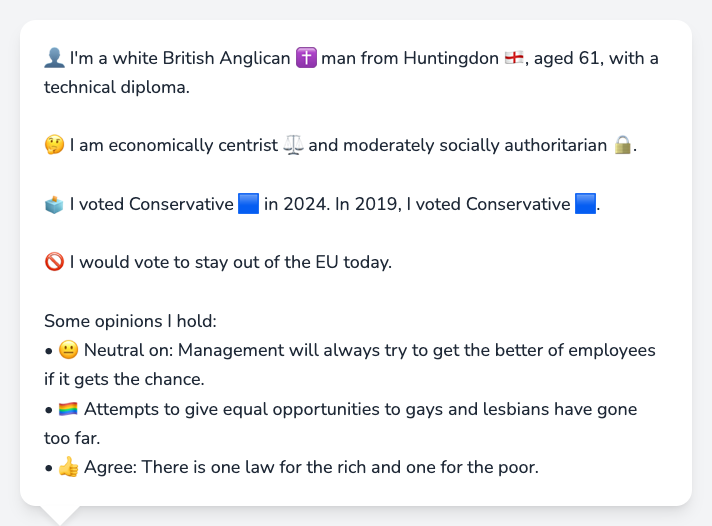 👤 I'm a white British Anglican ✝️ man from Huntingdon 🏴󠁧󠁢󠁥󠁮󠁧󠁿, aged 61, with a
technical diploma.
🤔 I am economically centrist ⚖️ and moderately socially authoritarian 🔒.
🗳️ I voted Conservative 🟦 in 2024. In 2019, I voted Conservative 🟦.
🚫 I would vote to stay out of the EU today.
Some opinions I hold:
• 😐 Neutral on: Management will always try to get the better of employees
if it gets the chance.
• 🏳️‍🌈 Attempts to give equal opportunities to gays and lesbians have gone
too far.
• 👍 Agree: There is one law for the rich and one for the poor.